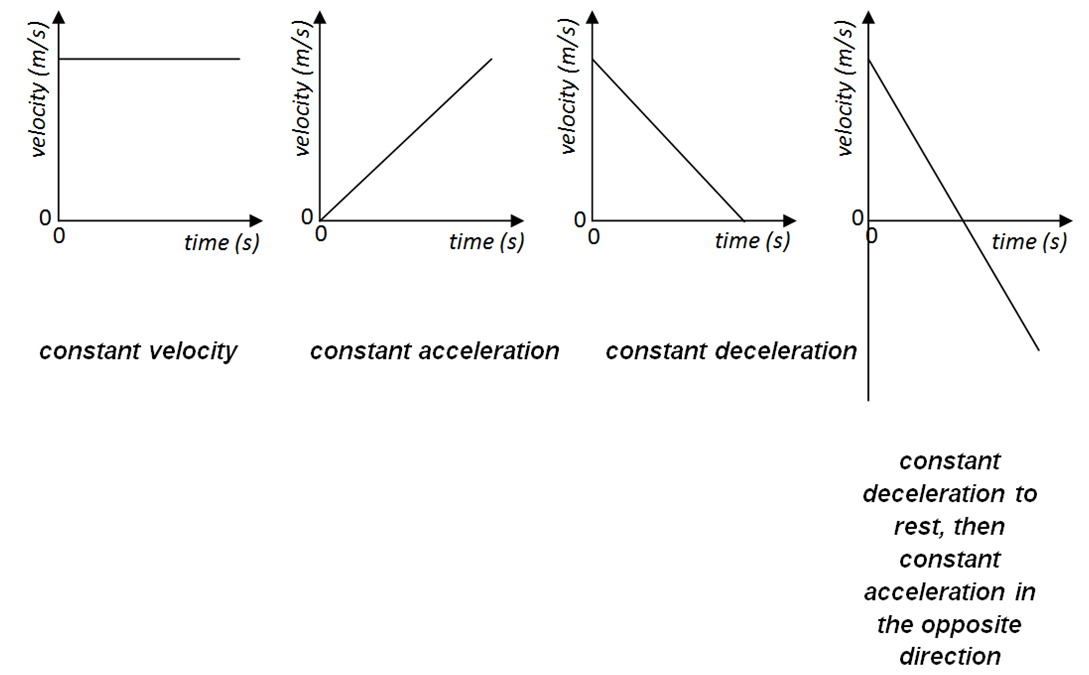 velocity (m/s)
0
0
time (s)
constant velocity
velocity (m/s)
0
0
time (s)
constant acceleration
velocity (m/s)
0
0
time (s)
constant deceleration
velocity (m/s)
0
0
time (s)
constant
deceleration to
rest, then
constant
acceleration in
the opposite
direction